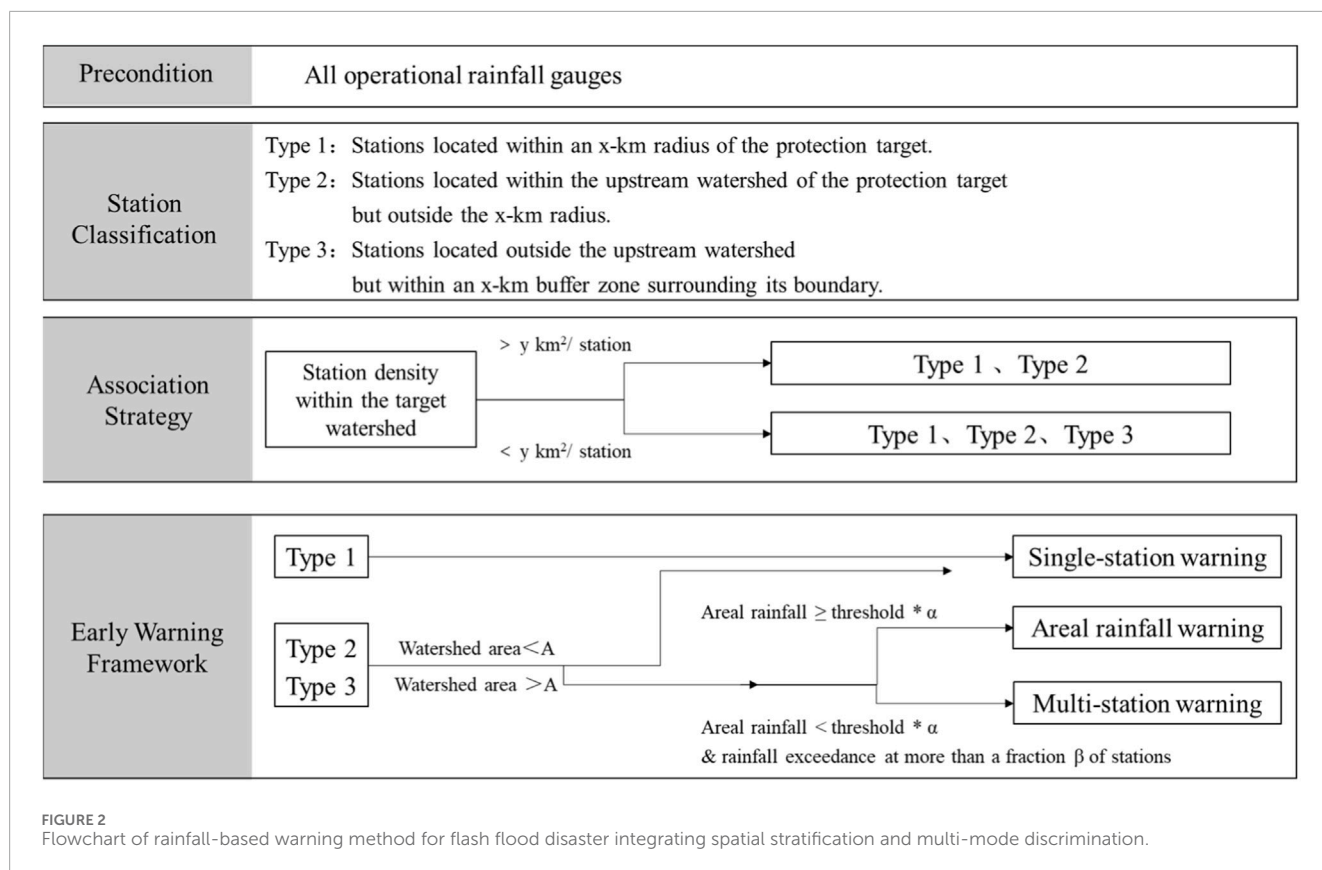 Precondition
All operational rainfall gauges
Station
Classification
Type 1：Stations located within an x-km radius of the protection target.
Type 2：Stations located within the upstream watershed of the protection target
but outside the x-km radius.
Type 3：Stations located outside the upstream watershed
but within an x-km buffer zone surrounding its boundary.
Association
Strategy
Station density
within the target
watershed
> y km²/ station
< y km²/ station
Type 1 、Type 2
Type 1、Type 2、Type 3
Early Warning
Framework
Type 1
Type 2
Type 3
Watershed area＜A
Watershed area ＞A
Areal rainfall ≥ threshold * α
Areal rainfall < threshold * α
& rainfall exceedance at more than a fraction β of stations
Single-station warning
Areal rainfall warning
Multi-station warning
FIGURE 2
Flowchart of rainfall-based warning method for flash flood disaster integrating spatial stratification and multi-mode discrimination.